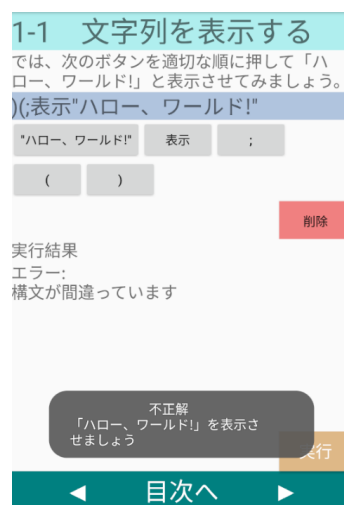 1-1　文字列を表示する
では、次のボタンを適切な順に押して「ハ
ロー、ワールド!」と表示させてみましょう。
)(;表示"ハロー、ワールド!"
"ハロー、ワールド!" 表示 ;
( )
削除
実行結果
エラー:
構文が間違っています
不正解
「ハロー、ワールド!」を表示さ
せましょう
実行
◀ 目次へ ▶